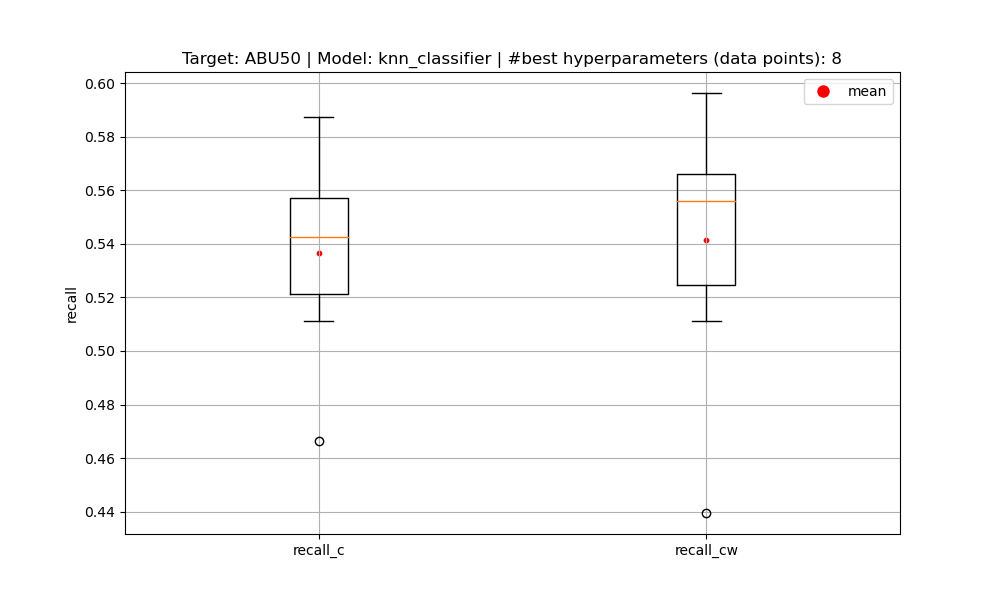 Target: ABU50 | Model: knn_classifier | #best hyperparameters (data points): 8
mean
0.60
0.58
0.56
0.54
0.52
0.50
0.48
0.46
0.44
recall
recall_c
recall_cw